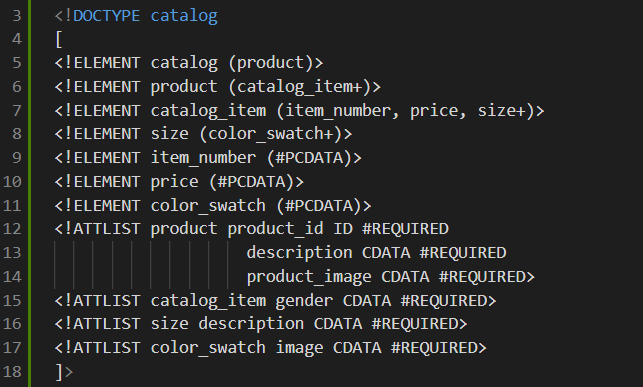 3 <!DOCTYPE catalog
4 [
5 <!ELEMENT catalog (product)>
6 <!ELEMENT product (catalog_item+)>
7 <!ELEMENT catalog_item (item_number, price, size+)>
8 <!ELEMENT size (color_swatch+)>
9 <!ELEMENT item_number (#PCDATA)>
10 <!ELEMENT price (#PCDATA)>
11 <!ELEMENT color_swatch (#PCDATA)>
12 <!ATTLIST product product_id ID #REQUIRED
13                     description CDATA #REQUIRED
14                     product_image CDATA #REQUIRED>
15 <!ATTLIST catalog_item gender CDATA #REQUIRED>
16 <!ATTLIST size description CDATA #REQUIRED>
17 <!ATTLIST color_swatch image CDATA #REQUIRED>
18 ]>